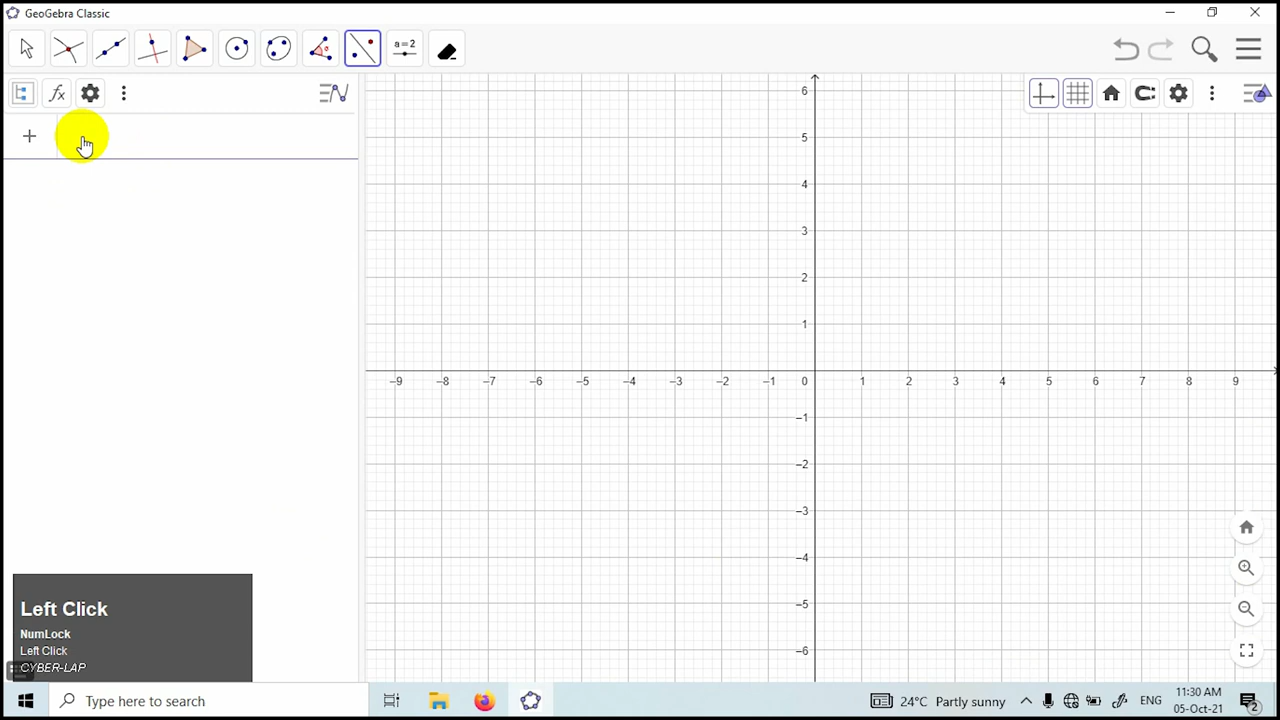 GeoGebra Classic
a=2
fx
6
5
4
3
2
1
−9 −8 −7 −6 −5 −4 −3 −2 −1 0 1 2 3 4 5 6 7 8 9
−1
−2
−3
−4
−5
−6
Left Click
NumLock
Left Click
CYBER-LAP
Type here to search
24°C Partly sunny
ENG
11:30 AM
05-Oct-21
2